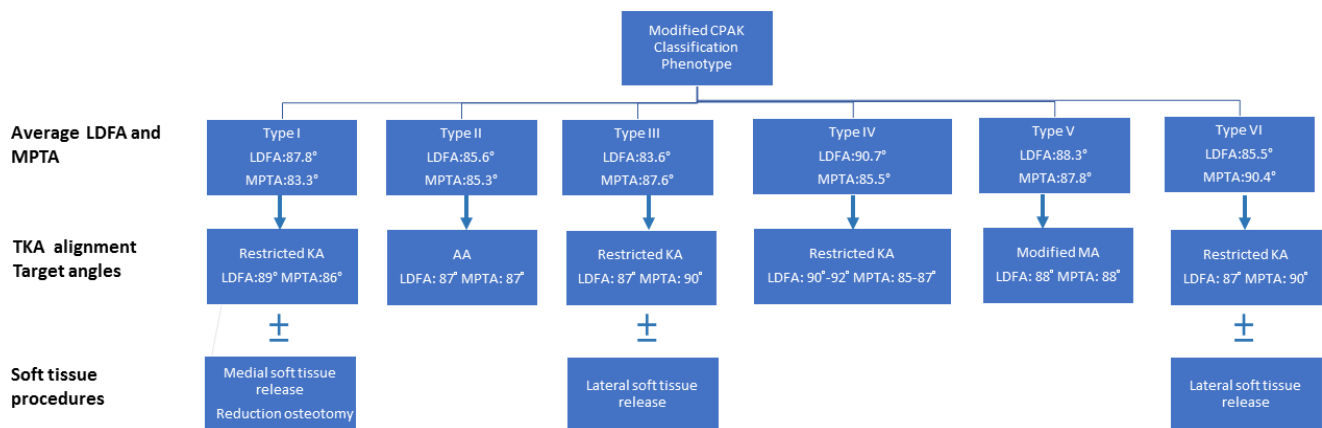 Modified CPAK
Classification
Phenotype
Average LDFA and
MPTA
Type I
LDFA:87.8°
MPTA:83.3°
Type II
LDFA:85.6°
MPTA:85.3°
Type III
LDFA:83.6°
MPTA:87.6°
Type IV
LDFA:90.7°
MPTA:85.5°
Type V
LDFA:88.3°
MPTA:87.8°
Type VI
LDFA:85.5°
MPTA:90.4°
TKA alignment
Target angles
Restricted KA
LDFA:89° MPTA:86°
AA
LDFA: 87° MPTA: 87°
Restricted KA
LDFA: 87° MPTA: 90°
Restricted KA
LDFA: 90°-92° MPTA: 85-87°
Modified MA
LDFA: 88° MPTA: 88°
Restricted KA
LDFA: 87° MPTA: 90°
±
±
±
Soft tissue
procedures
Medial soft tissue
release
Reduction osteotomy
Lateral soft tissue
release
Lateral soft tissue
release